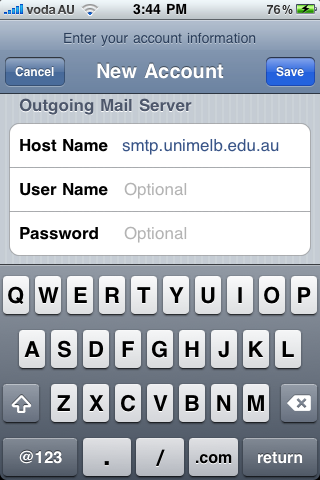 voda AU 3:44 PM 76%
Enter your account information
Cancel New Account Save
Outgoing Mail Server
Host Name smtp.unimelb.edu.au
User Name Optional
Password Optional
Q W E R T Y U I O P
A S D F G H J K L
Z X C V B N M
@123 . / .com return